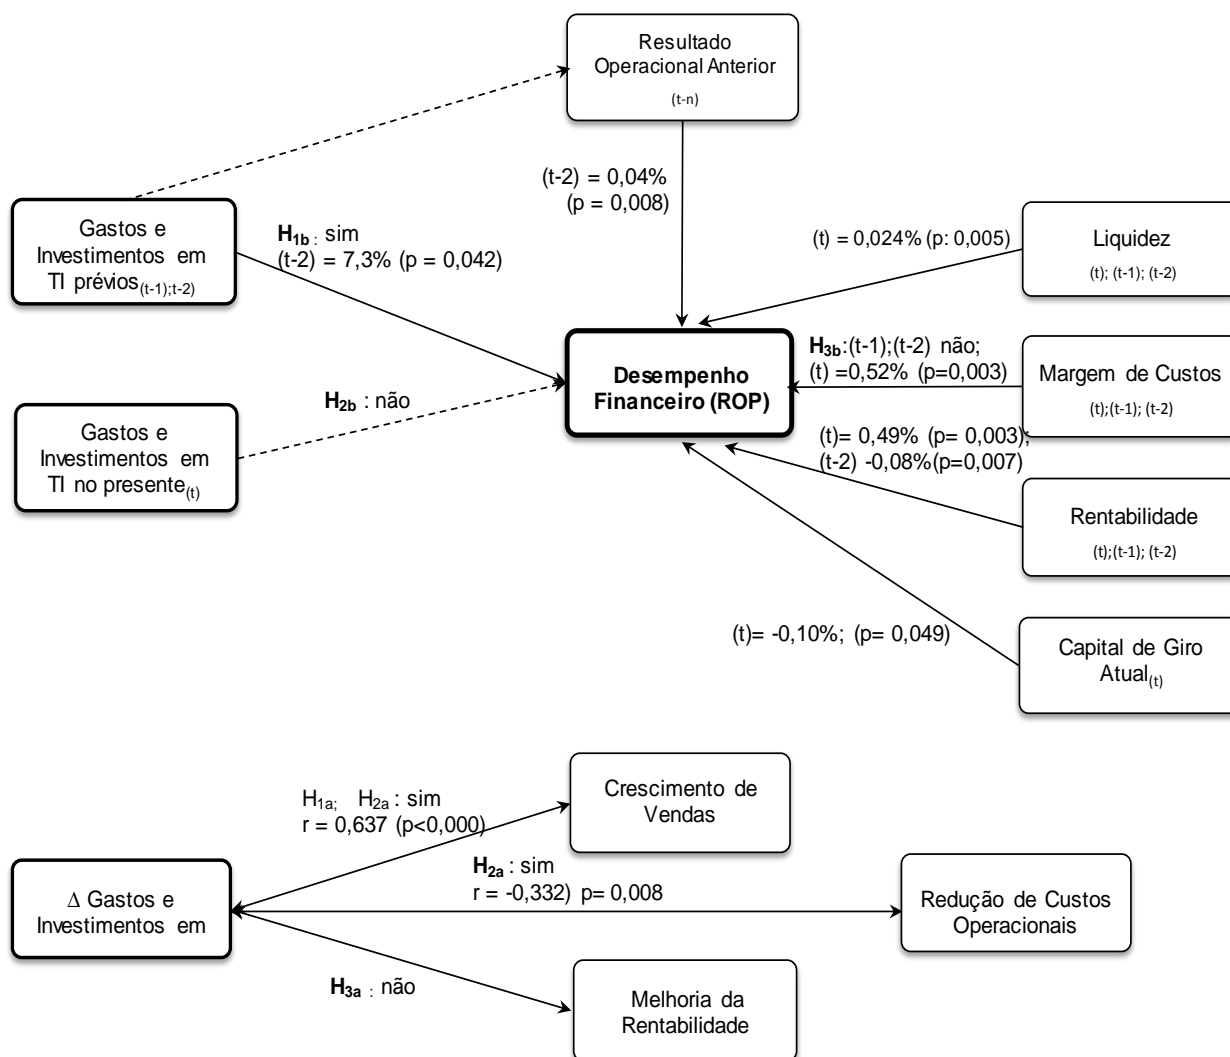 Resultado
Operacional Anterior
(t-n)
(t-2) = 0,04%
(p = 0,008)
Gastos e
Investimentos em
TI prévios(t-1);t-2)
H1b : sim
(t-2) = 7,3% (p = 0,042)
(t) = 0,024% (p: 0,005)
Liquidez
(t); (t-1); (t-2)
Desempenho
Financeiro (ROP)
H3b:(t-1);(t-2) não;
(t) =0,52% (p=0,003)
Margem de Custos
(t);(t-1); (t-2)
H2b : não
Gastos e
Investimentos em
TI no presente(t)
(t)= 0,49% (p= 0,003);
(t-2) -0,08%(p=0,007)
Rentabilidade
(t);(t-1); (t-2)
(t)= -0,10%; (p= 0,049)
Capital de Giro
Atual(t)
H1a; H2a : sim
r = 0,637 (p<0,000)
Crescimento de
Vendas
∆ Gastos e
Investimentos em
H2a : sim
r = -0,332) p= 0,008
Redução de Custos
Operacionais
H3a : não
Melhoria da
Rentabilidade